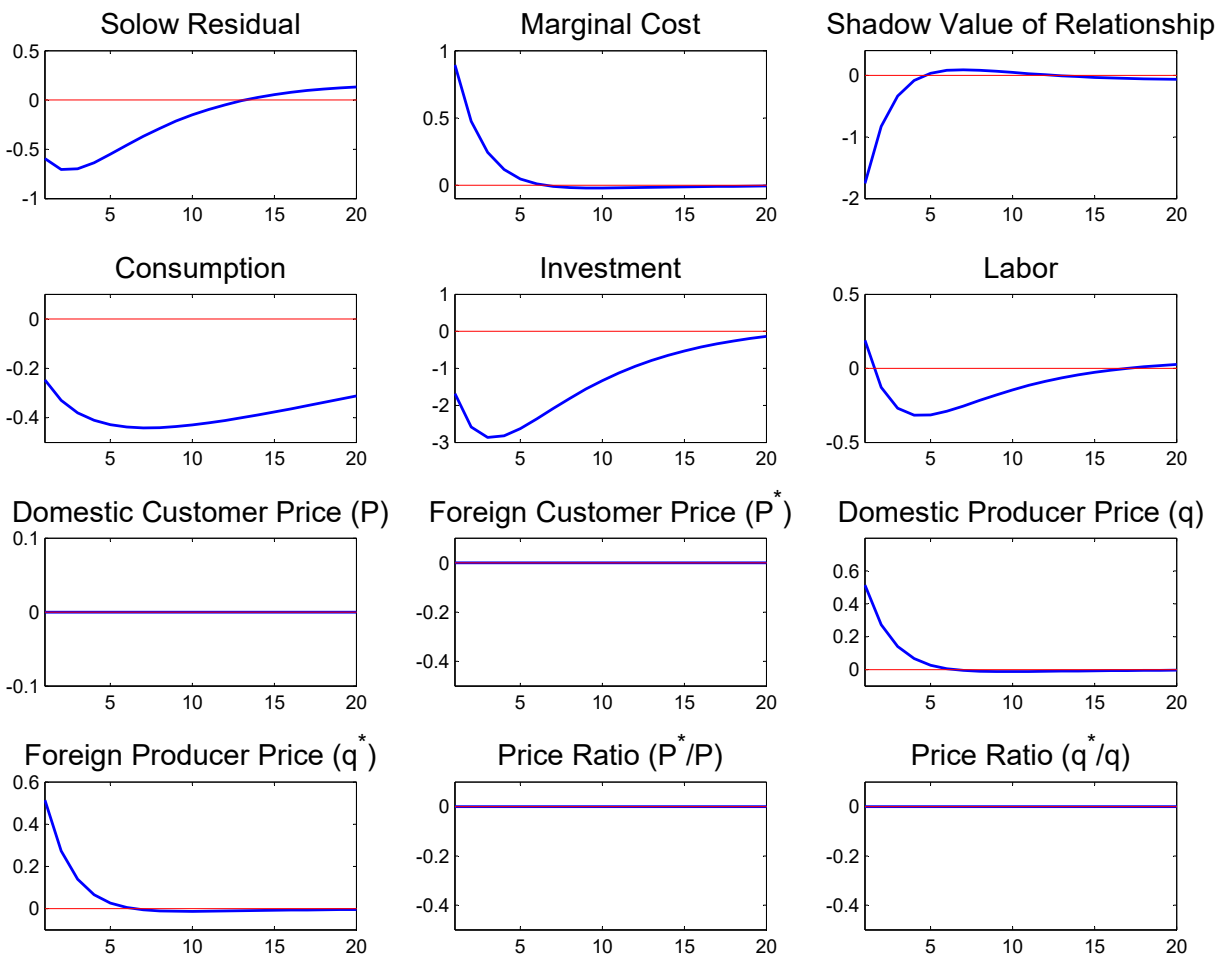 Solow Residual
0.5
0
-0.5
-1
5 10 15 20
Marginal Cost
1
0.5
0
5 10 15 20
Shadow Value of Relationship
0
-1
-2
5 10 15 20
Consumption
0
-0.2
-0.4
5 10 15 20
Investment
1
0
-1
-2
-3
5 10 15 20
Labor
0.5
0
-0.5
5 10 15 20
Domestic Customer Price (P)
0.1
0
-0.1
5 10 15 20
Foreign Customer Price (P*)
0
-0.2
-0.4
5 10 15 20
Domestic Producer Price (q)
0.6
0.4
0.2
0
5 10 15 20
Foreign Producer Price (q*)
0.6
0.4
0.2
0
5 10 15 20
Price Ratio (P*/P)
0
-0.2
-0.4
5 10 15 20
Price Ratio (q*/q)
0
-0.2
-0.4
5 10 15 20